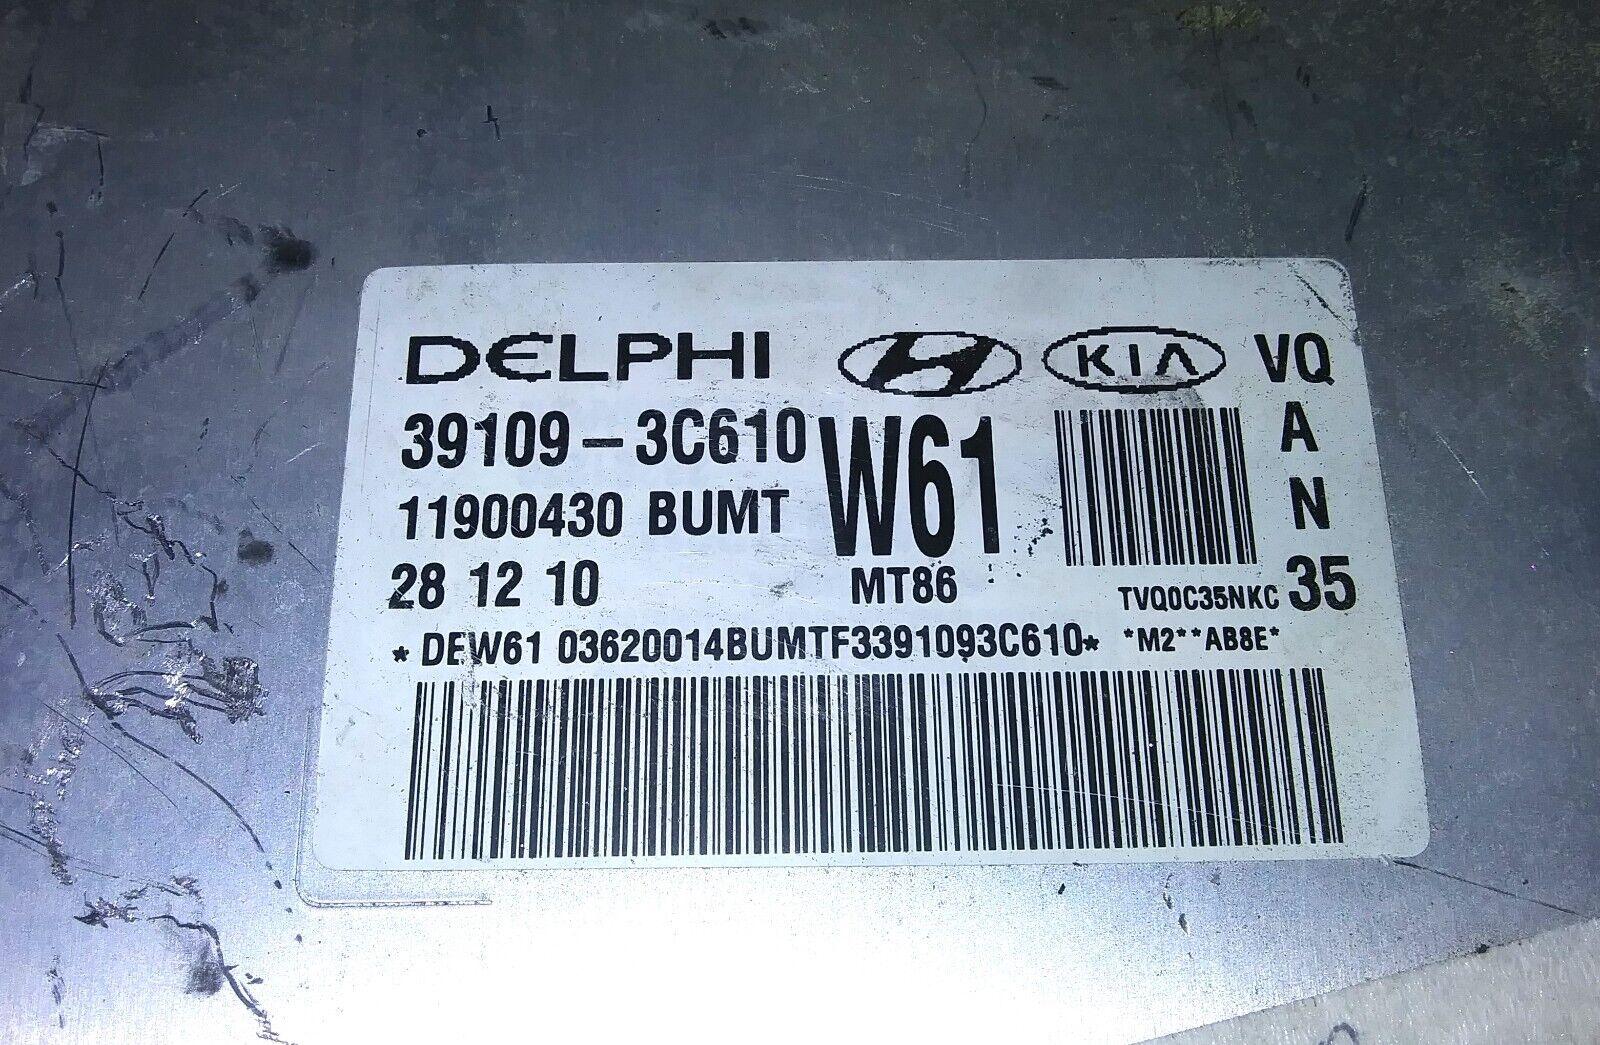 DELPHI H KIA VQ
39109-3C610 W61 A
11900430 BUMT N
28 12 10 MT86 TVQ0C35NKC 35
*DEW61 03620014BUMTF3391093C610* *M2**AB8E*